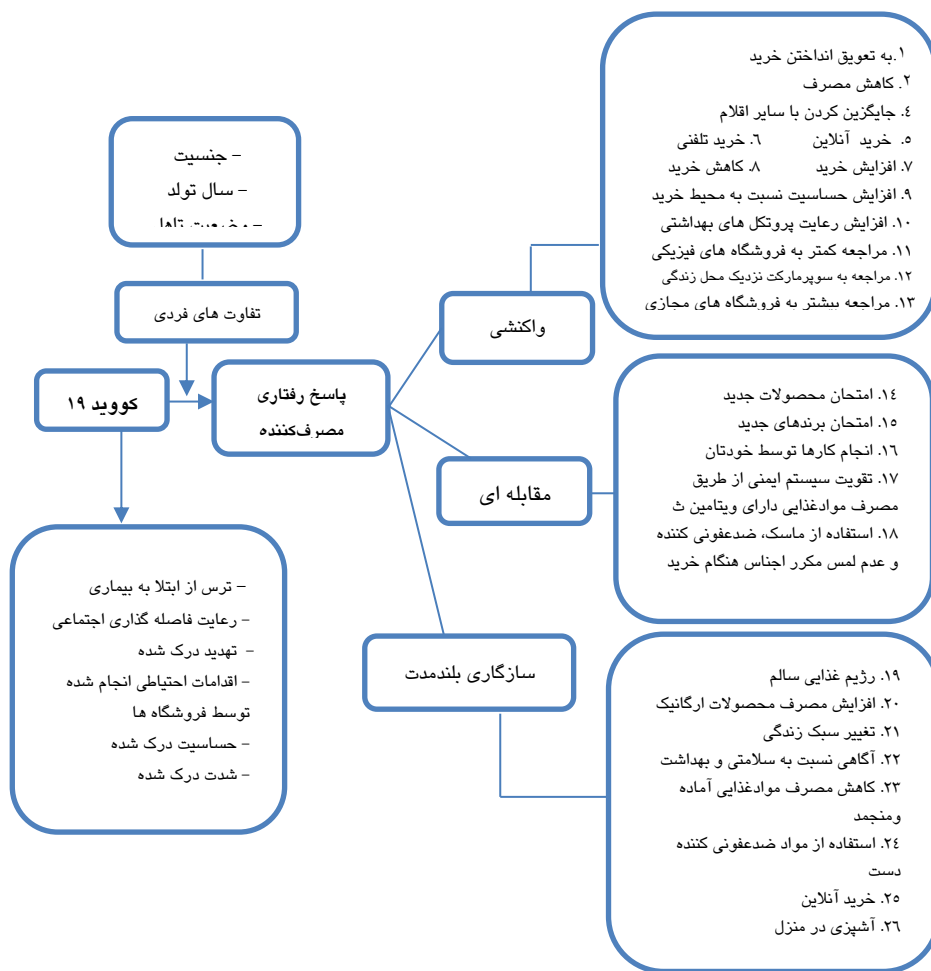 ۱.به تعویق انداختن خرید
۲. کاهش مصرف
٤. جایگزین کردن با سایر اقلام
٥. خرید آنلاین ٦. خرید تلفنی
۷. افزایش خرید ۸. کاهش خرید
۹. افزایش حساسیت نسبت به محیط خرید
۱۰. افزایش رعایت پروتکل های بهداشتی
۱۱. مراجعه کمتر به فروشگاه های فیزیکی
۱۲. مراجعه به سوپرمارکت نزدیک محل زندگی
۱۳. مراجعه بیشتر به فروشگاه های مجازی
– جنسیت
– سال تولد
– وضعیت تاهل
تفاوت های فردی
واکنشی
کووید ۱۹
پاسخ رفتاری
مصرف‌کننده
۱٤. امتحان محصولات جدید
۱٥. امتحان برندهای جدید
۱٦. انجام کارها توسط خودتان
۱۷. تقویت سیستم ایمنی از طریق
مصرف موادغذایی دارای ویتامین ث
۱۸. استفاده از ماسک، ضدعفونی کننده
و عدم لمس مکرر اجناس هنگام خرید
مقابله ای
– ترس از ابتلا به بیماری
– رعایت فاصله گذاری اجتماعی
– تهدید درک شده
– اقدامات احتیاطی انجام شده
توسط فروشگاه ها
– حساسیت درک شده
– شدت درک شده
سازگاری بلندمدت
۱۹. رژیم غذایی سالم
۲۰. افزایش مصرف محصولات ارگانیک
۲۱. تغییر سبک زندگی
۲۲. آگاهی نسبت به سلامتی و بهداشت
۲۳. کاهش مصرف موادغذایی آماده
ومنجمد
۲٤. استفاده از مواد ضدعفونی کننده
دست
۲٥. خرید آنلاین
۲٦. آشپزی در منزل